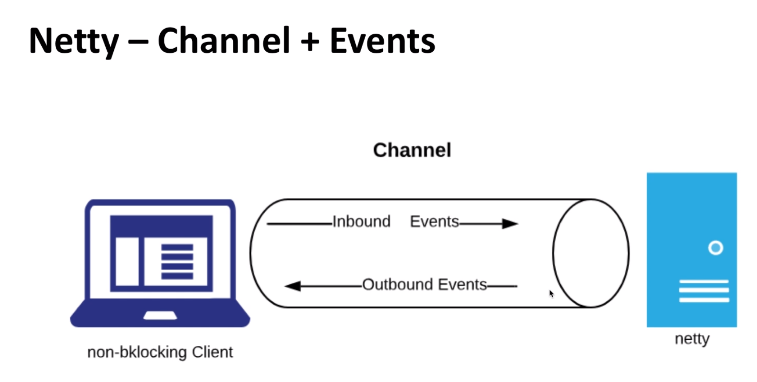 Netty – Channel + Events
Channel
Inbound Events
Outbound Events
netty
non-bklocking Client